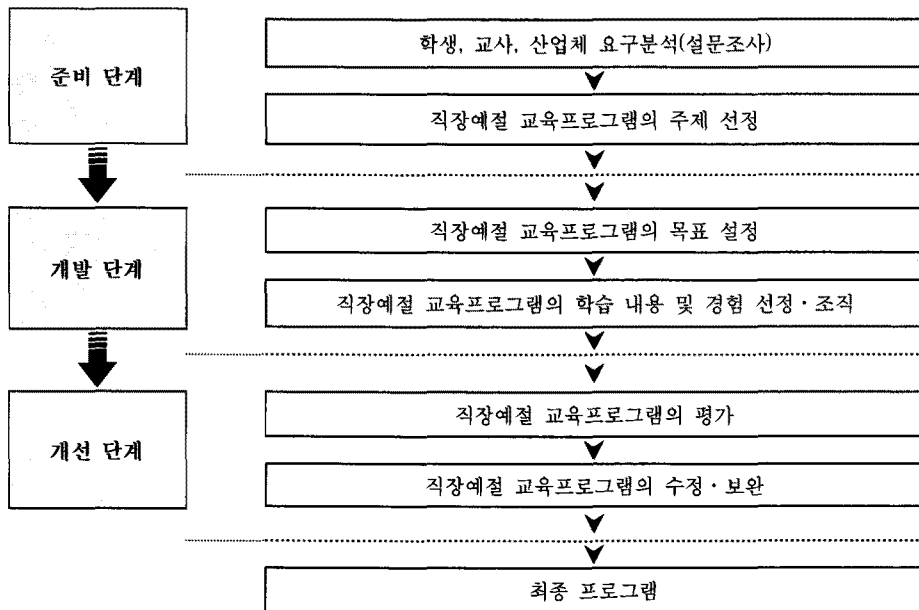 준비 단계
학생, 교사, 산업체 요구분석(설문조사)
직장예절 교육프로그램의 주제 선정
개발 단계
직장예절 교육프로그램의 목표 설정
직장예절 교육프로그램의 학습 내용 및 경험 선정·조직
개선 단계
직장예절 교육프로그램의 평가
직장예절 교육프로그램의 수정·보완
최종 프로그램